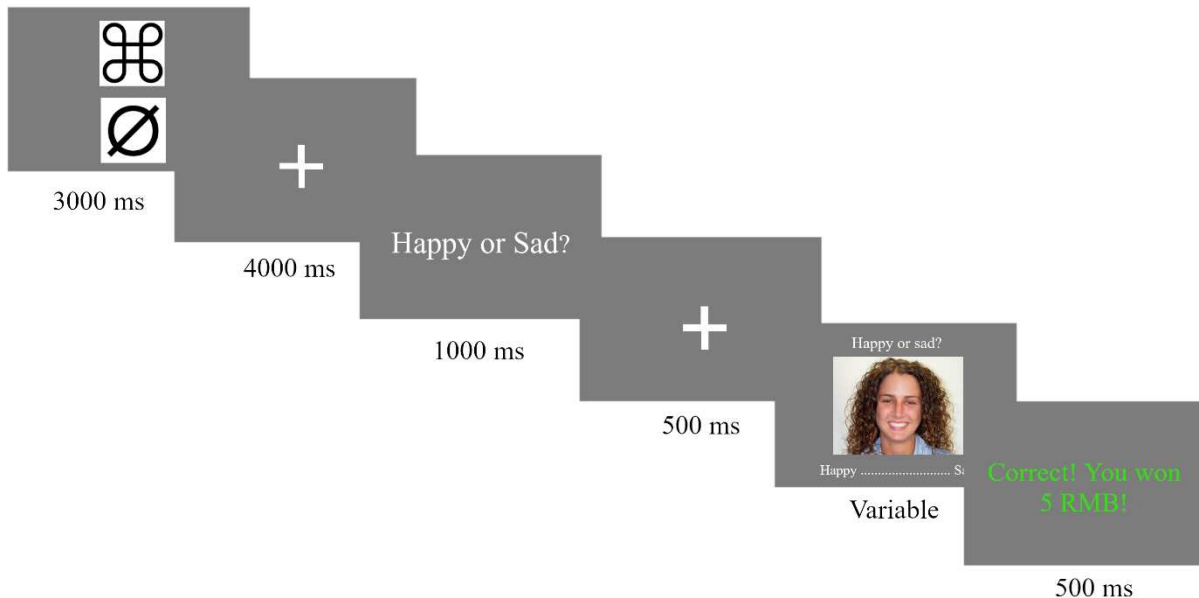 3000 ms
4000 ms
Happy or Sad?
1000 ms
500 ms
Happy or sad?
Happy .......................... Sa
Variable
Correct! You won
5 RMB!
500 ms